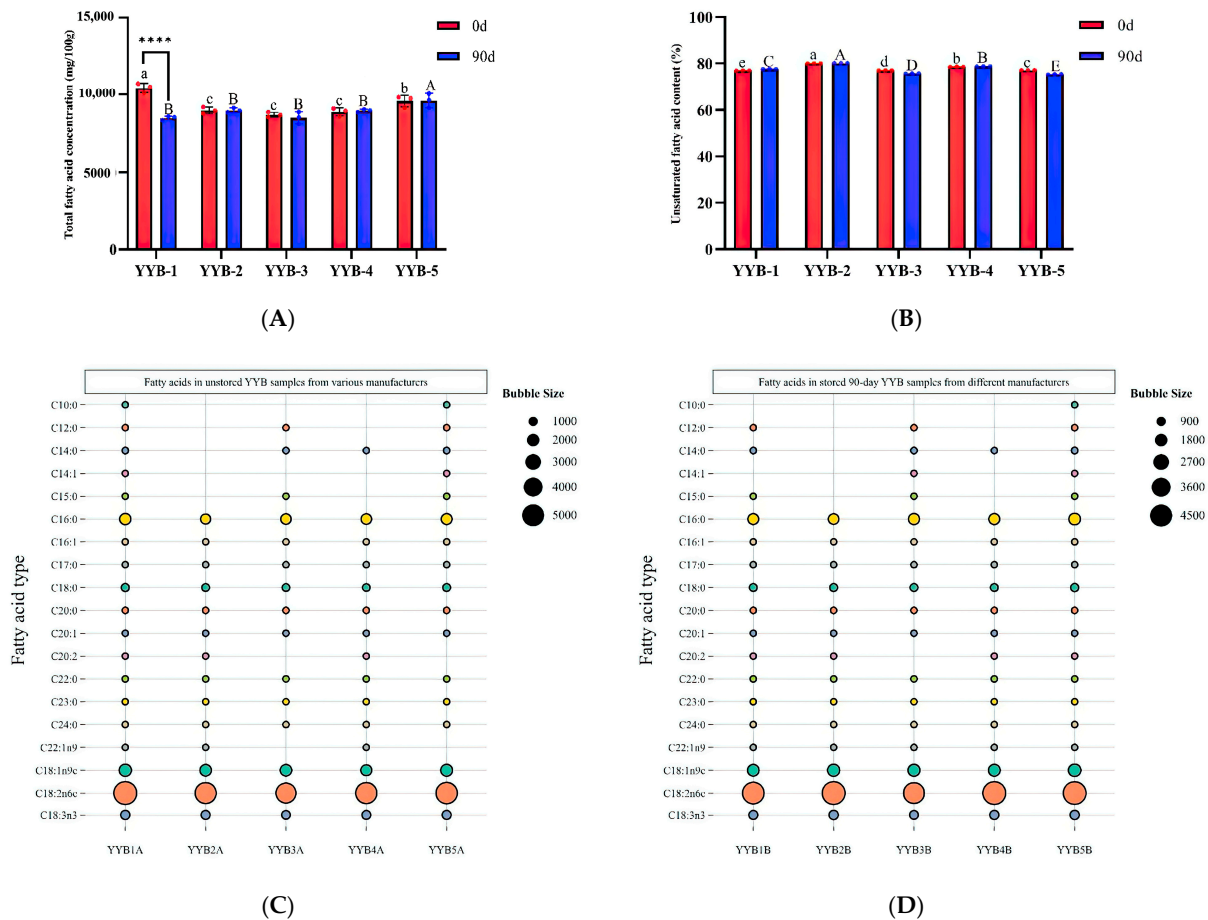 15,000
10,000
5000
0
Total fatty acid concentration (mg/100g)
****
a
B
c
B
c
B
c
B
b
A
YYB-1 YYB-2 YYB-3 YYB-4 YYB-5
0d
90d
(A)
100
80
60
40
20
0
Unsaturated fatty acid content (%)
e
C
a
A
d
D
b
B
c
E
YYB-1 YYB-2 YYB-3 YYB-4 YYB-5
0d
90d
(B)
Fatty acids in unstored YYB samples from various manufacturers
Fatty acid type
C10:0
C12:0
C14:0
C14:1
C15:0
C16:0
C16:1
C17:0
C18:0
C20:0
C20:1
C20:2
C22:0
C23:0
C24:0
C22:1n9
C18:1n9c
C18:2n6c
C18:3n3
YYB1A YYB2A YYB3A YYB4A YYB5A
Bubble Size
1000
2000
3000
4000
5000
(C)
Fatty acids in stored 90-day YYB samples from different manufacturers
Fatty acid type
C10:0
C12:0
C14:0
C14:1
C15:0
C16:0
C16:1
C17:0
C18:0
C20:0
C20:1
C20:2
C22:0
C23:0
C24:0
C22:1n9
C18:1n9c
C18:2n6c
C18:3n3
YYB1B YYB2B YYB3B YYB4B YYB5B
Bubble Size
900
1800
2700
3600
4500
(D)